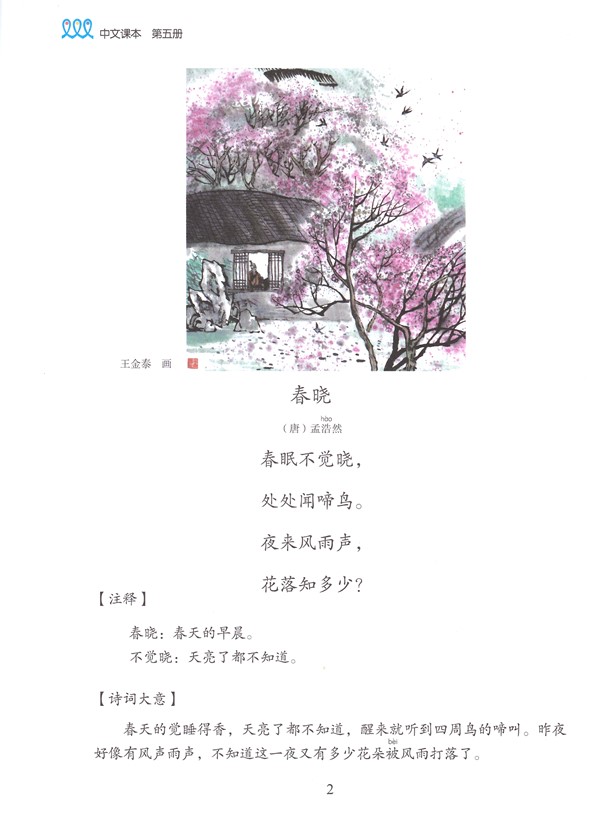 中文课本 第五册
王金泰 画
春晓
hào
（唐）孟浩然
春眠不觉晓，
处处闻啼鸟。
夜来风雨声，
花落知多少？
【注释】
春晓：春天的早晨。
不觉晓：天亮了都不知道。
【诗词大意】
春天的觉睡得香，天亮了都不知道，醒来就听到四周鸟的啼叫。昨夜
bèi
好像有风声雨声，不知道这一夜又有多少花朵被风雨打落了。
2